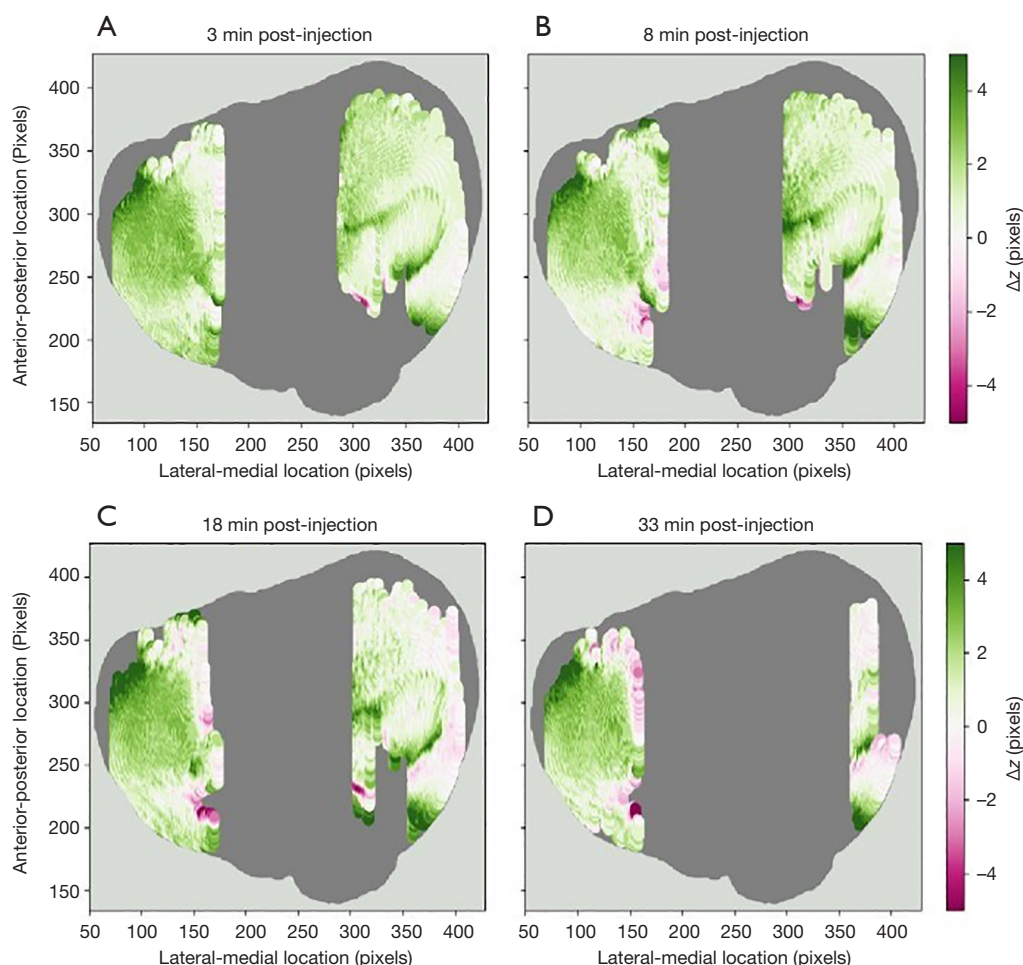 A
3 min post-injection
B
8 min post-injection
Anterior-posterior location (Pixels)
400
350
300
250
200
150
50 100 150 200 250 300 350 400
Lateral-medial location (pixels)
50 100 150 200 250 300 350 400
Lateral-medial location (pixels)
4
2
0
–2
–4
Δz (pixels)
C
18 min post-injection
D
33 min post-injection
Anterior-posterior location (Pixels)
400
350
300
250
200
150
50 100 150 200 250 300 350 400
Lateral-medial location (pixels)
50 100 150 200 250 300 350 400
Lateral-medial location (pixels)
4
2
0
–2
–4
Δz (pixels)